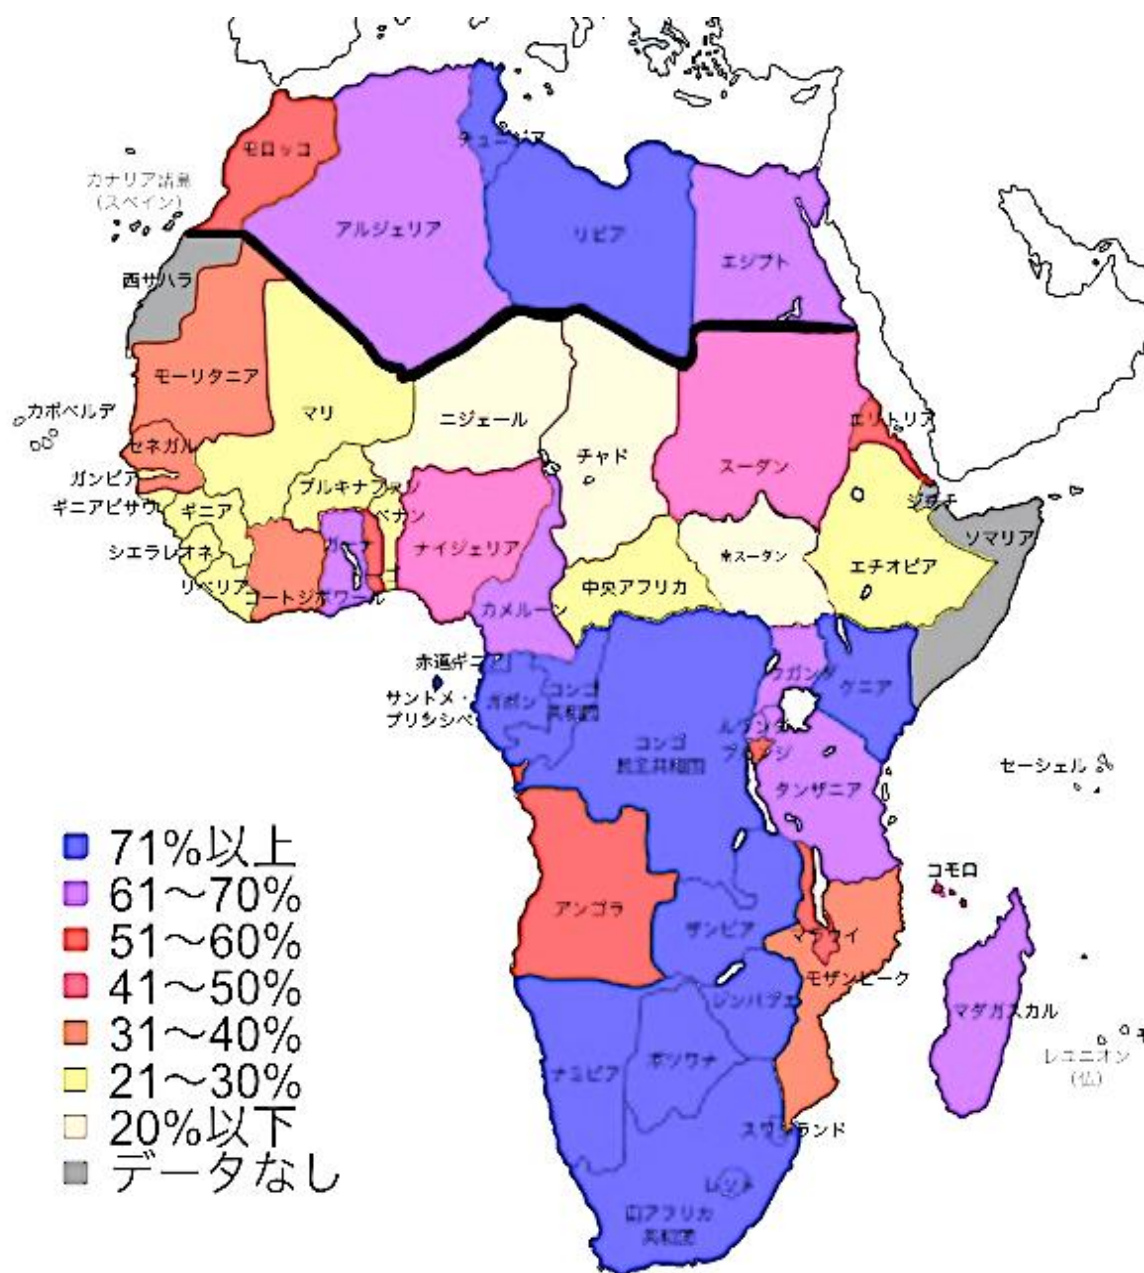 チュニジア
モロッコ
カナリア諸島
(スペイン)
アルジェリア
リビア
エジプト
西サハラ
モーリタニア
マリ
ニジェール
チャド
スーダン
エリトリア
カボベルデ
セネガル
ガンビア
ギニアビサウ
ギニア
ブルキナファソ
ベナン
ガーナ
ナイジェリア
ジブチ
ソマリア
シエラレオネ
リベリア
コートジボワール
カメルーン
中央アフリカ
南スーダン
エチオピア
赤道ギニア
サントメ・
プリンシペ
ガボン
コンゴ
共和国
コンゴ
民主共和国
ウガンダ
ケニア
ルワンダ
ブルンジ
タンザニア
セーシェル
コモロ
アンゴラ
ザンビア
マラウイ
モザンビーク
マダガスカル
ジンバブエ
ナミビア
ボツワナ
モ
レユニオン
(仏)
スワジランド
レソト
南アフリカ
共和国
71%以上
61～70%
51～60%
41～50%
31～40%
21～30%
20%以下
データなし